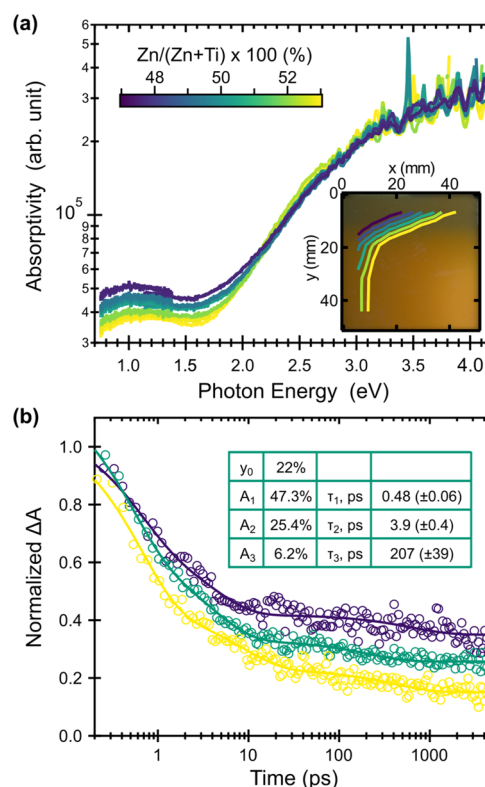 (a)
Zn/(Zn+Ti) x 100 (%)
48 50 52
Absorptivity (arb. unit)
6
5
4
3
2
10⁵
9
8
7
6
5
4
3
x (mm)
0 20 40
y (mm)
0
20
40
1.0 1.5 2.0 2.5 3.0 3.5 4.0
Photon Energy (eV)
(b)
Normalized ΔA
1.0
0.8
0.6
0.4
0.2
0.0
y₀ 22%
A₁ 47.3% τ₁, ps 0.48 (±0.06)
A₂ 25.4% τ₂, ps 3.9 (±0.4)
A₃ 6.2% τ₃, ps 207 (±39)
1 10 100 1000
Time (ps)